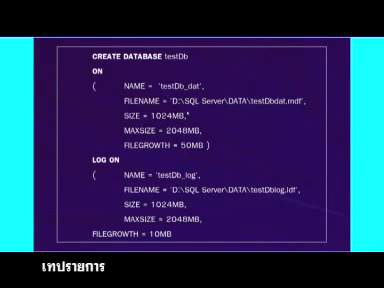 CREATE DATABASE testDb
ON
( NAME = 'testDb_dat',
FILENAME = 'D:\SQL Server\DATA\testDbdat.mdf',
SIZE = 1024MB,
MAXSIZE = 2048MB,
FILEGROWTH = 50MB )
LOG ON
( NAME = 'testDb_log',
FILENAME = 'D:\SQL Server\DATA\testDblog.ldf',
SIZE = 1024MB,
MAXSIZE = 2048MB,
FILEGROWTH = 10MB
เทปรายการ